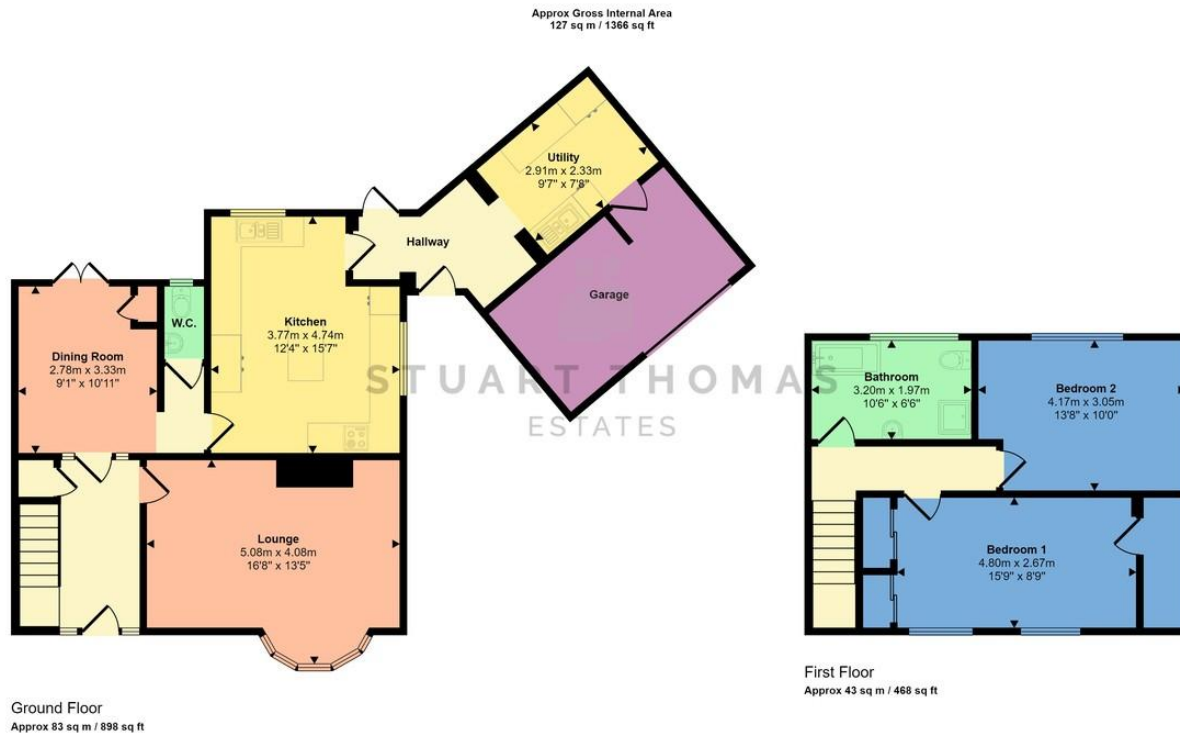 Approx Gross Internal Area
127 sq m / 1366 sq ft
Utility
2.91m x 2.33m
9'7" x 7'8"
Hallway
Garage
W.C.
Kitchen
3.77m x 4.74m
12'4" x 15'7"
Dining Room
2.78m x 3.33m
9'1" x 10'11"
STUART THOMAS
ESTATES
Lounge
5.08m x 4.08m
16'8" x 13'5"
Ground Floor
Approx 83 sq m / 898 sq ft
Bathroom
3.20m x 1.97m
10'6" x 6'6"
Bedroom 2
4.17m x 3.05m
13'8" x 10'0"
Bedroom 1
4.80m x 2.67m
15'9" x 8'9"
First Floor
Approx 43 sq m / 468 sq ft